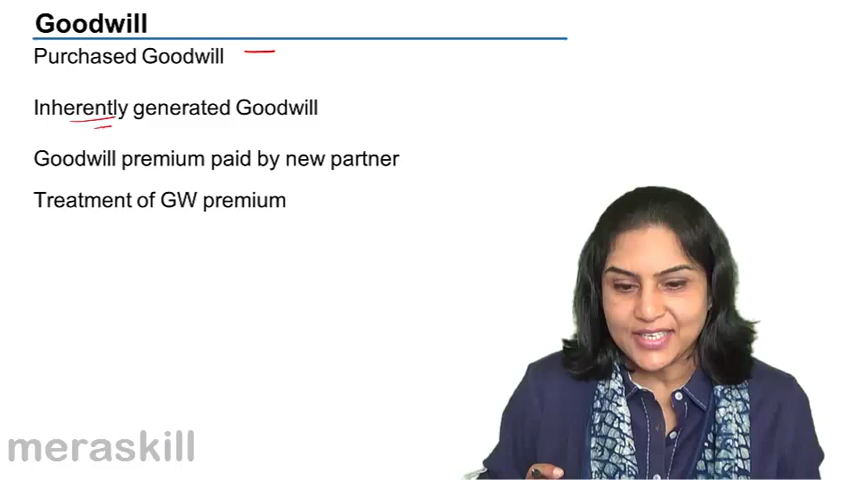 Goodwill
Purchased Goodwill
Inherently generated Goodwill
Goodwill premium paid by new partner
Treatment of GW premium
meraskill